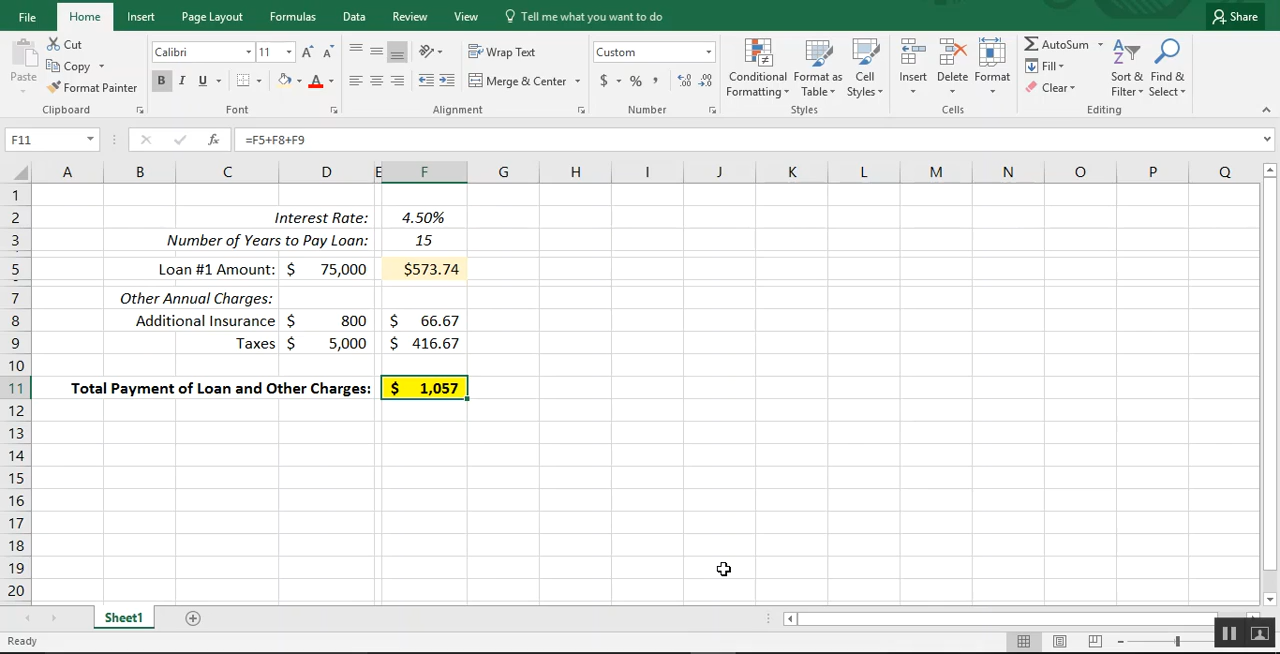 File Home Insert Page Layout Formulas Data Review View Tell me what you want to do Share
Paste
Cut
Copy
Format Painter
Calibri 11
B I U A
Wrap Text
Merge & Center
Custom
$ % ,
Conditional Formatting
Format as Table
Cell Styles
Insert
Delete
Format
AutoSum
Fill
Clear
Sort & Filter
Find & Select
Clipboard Font Alignment Number Styles Cells Editing
F11 fx =F5+F8+F9
A B C D E F G H I J K L M N O P Q
1
2 Interest Rate: 4.50%
3 Number of Years to Pay Loan: 15
5 Loan #1 Amount: $ 75,000 $573.74
7 Other Annual Charges:
8 Additional Insurance $ 800 $ 66.67
9 Taxes $ 5,000 $ 416.67
10
11 Total Payment of Loan and Other Charges: $ 1,057
12
13
14
15
16
17
18
19
20
Sheet1
Ready